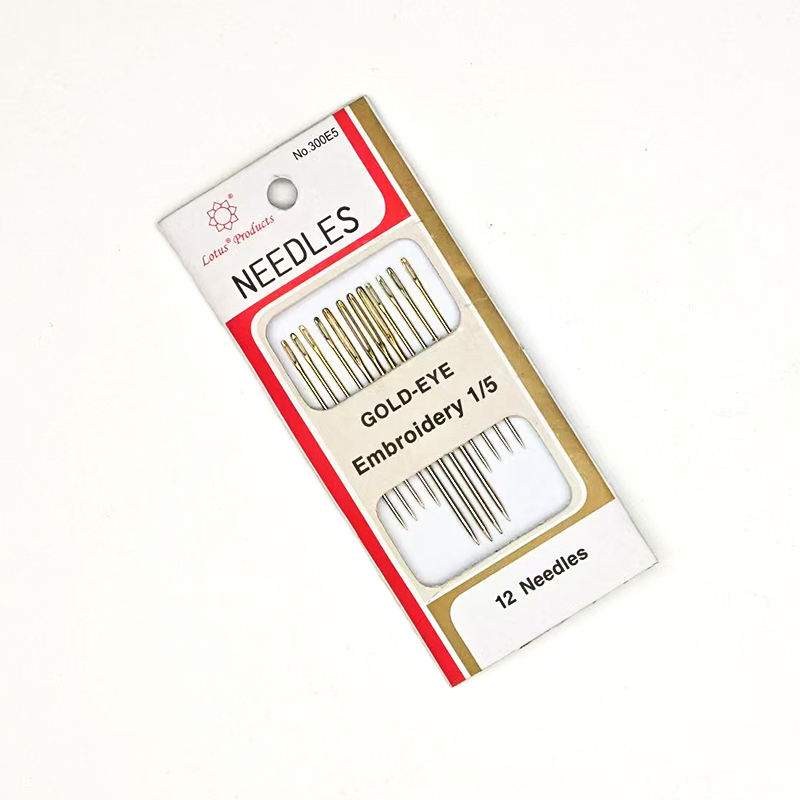 No.300E5
®
Lotus® Products
NEEDLES
GOLD-EYE
Embroidery 1/5
12 Needles